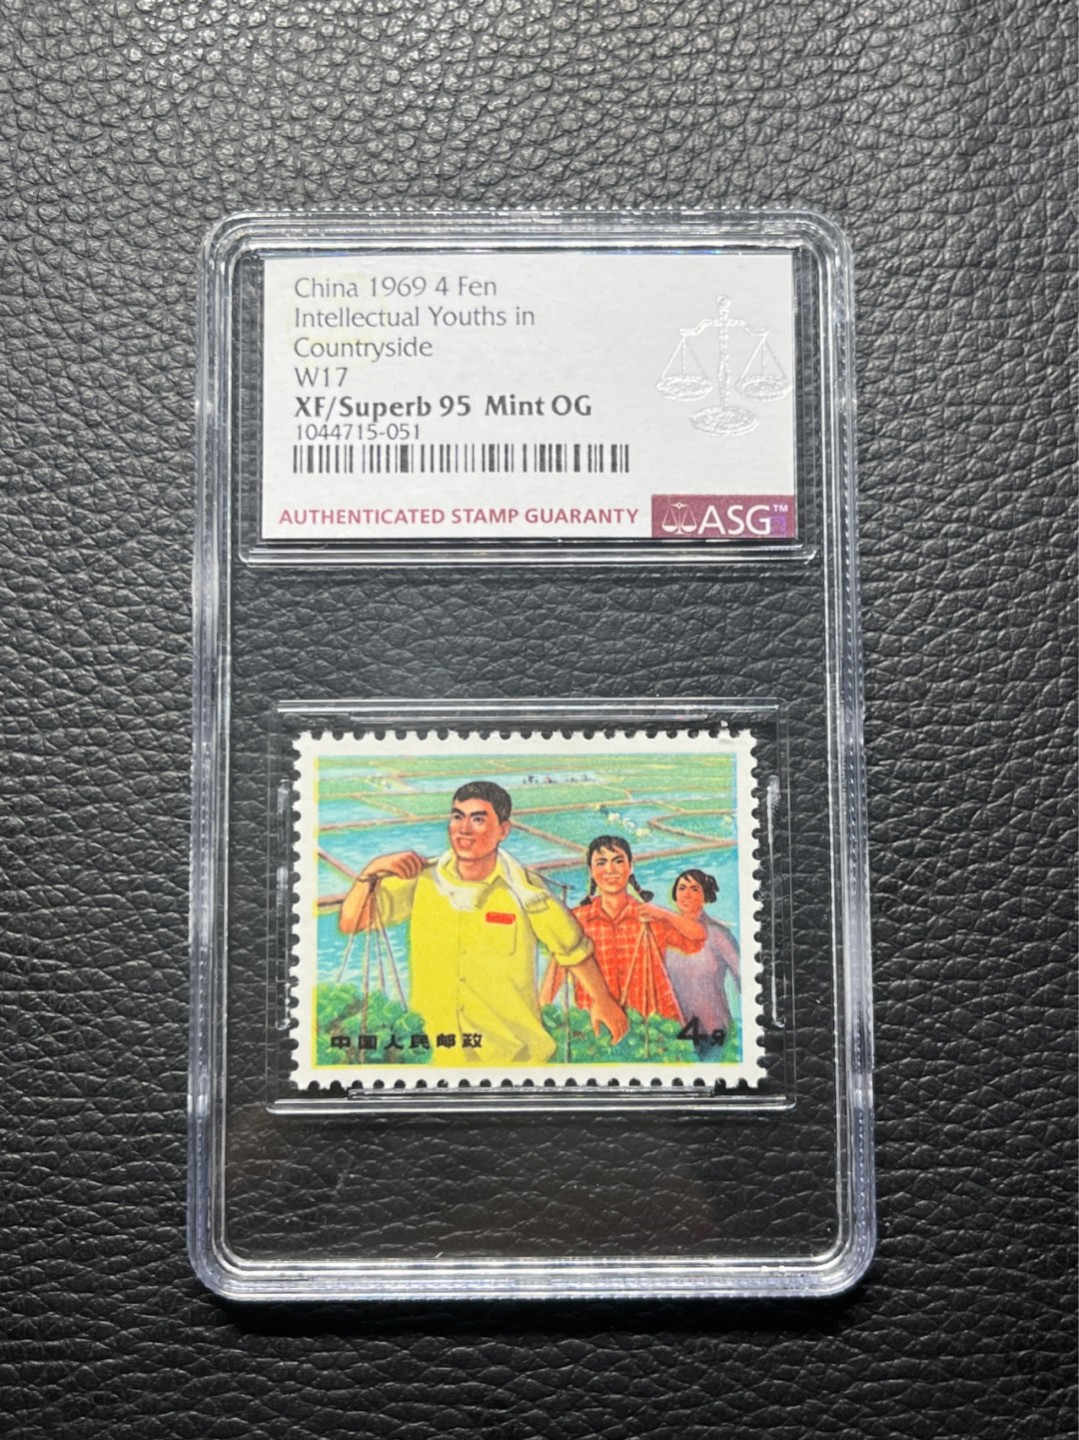 China 1969 4 Fen
Intellectual Youths in
Countryside
W17
XF/Superb 95 Mint OG
1044715-051
AUTHENTICATED STAMP GUARANTY
ASG™
中国人民邮政
4分